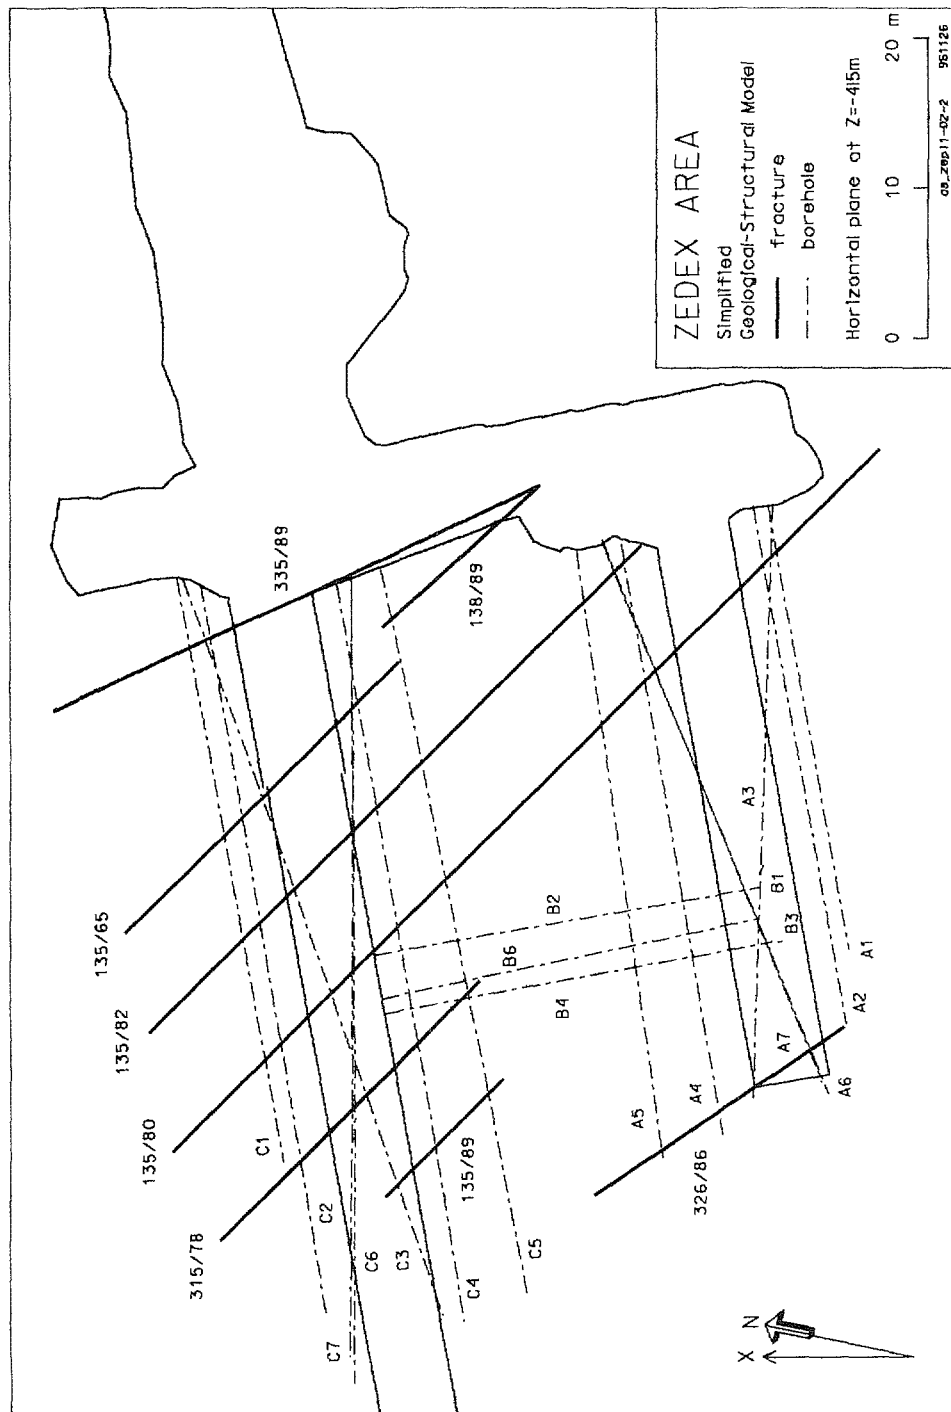 335/89
138/89
135/65
135/82
135/80
315/78
135/89
326/86
C1
C2
C3
C4
C5
C6
C7
B1
B2
B3
B4
B6
A1
A2
A3
A4
A5
A6
A7
X N
ZEDEX AREA
Simplified
Geological-Structural Model
fracture
borehole
Horizontal plane at Z=-415m
0 10 20 m
951126